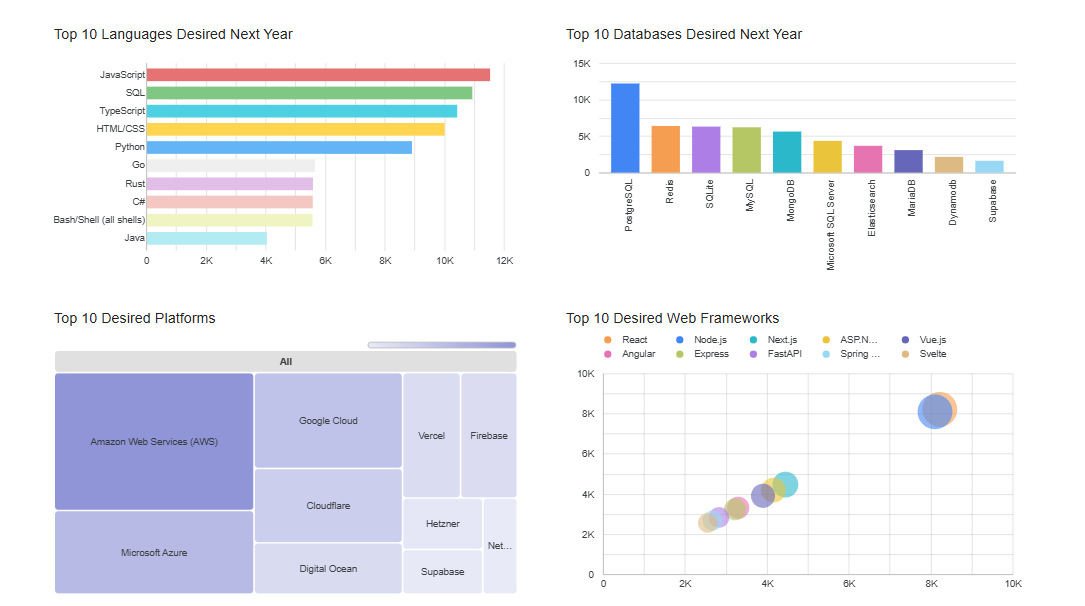 Top 10 Languages Desired Next Year
JavaScript
SQL
TypeScript
HTML/CSS
Python
Go
Rust
C#
Bash/Shell (all shells)
Java
0 2K 4K 6K 8K 10K 12K
Top 10 Databases Desired Next Year
15K
10K
5K
0
PostgreSQL
Redis
SQLite
MySQL
MongoDB
Microsoft SQL Server
Elasticsearch
MariaDB
Dynamodb
Supabase
Top 10 Desired Platforms
All
Amazon Web Services (AWS)
Microsoft Azure
Google Cloud
Cloudflare
Digital Ocean
Vercel
Firebase
Hetzner
Supabase
Net...
Top 10 Desired Web Frameworks
React Node.js Next.js ASP.N... Vue.js
Angular Express FastAPI Spring ... Svelte
10K
8K
6K
4K
2K
0
0 2K 4K 6K 8K 10K